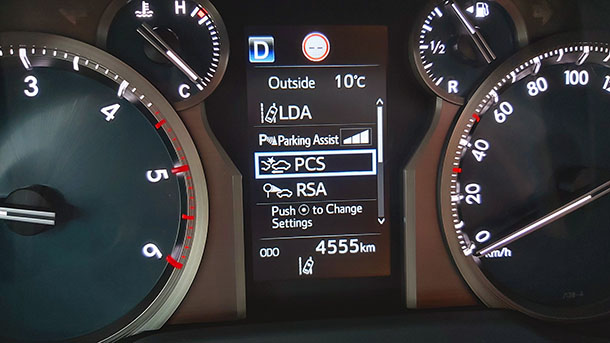 H
C
1/2
R
D
--
Outside 10°C
LDA
Parking Assist
PCS
RSA
Push ⊙ to Change
Settings
ODO 4555km
3
4
5
6
0
20
40
60
80
100
km/h